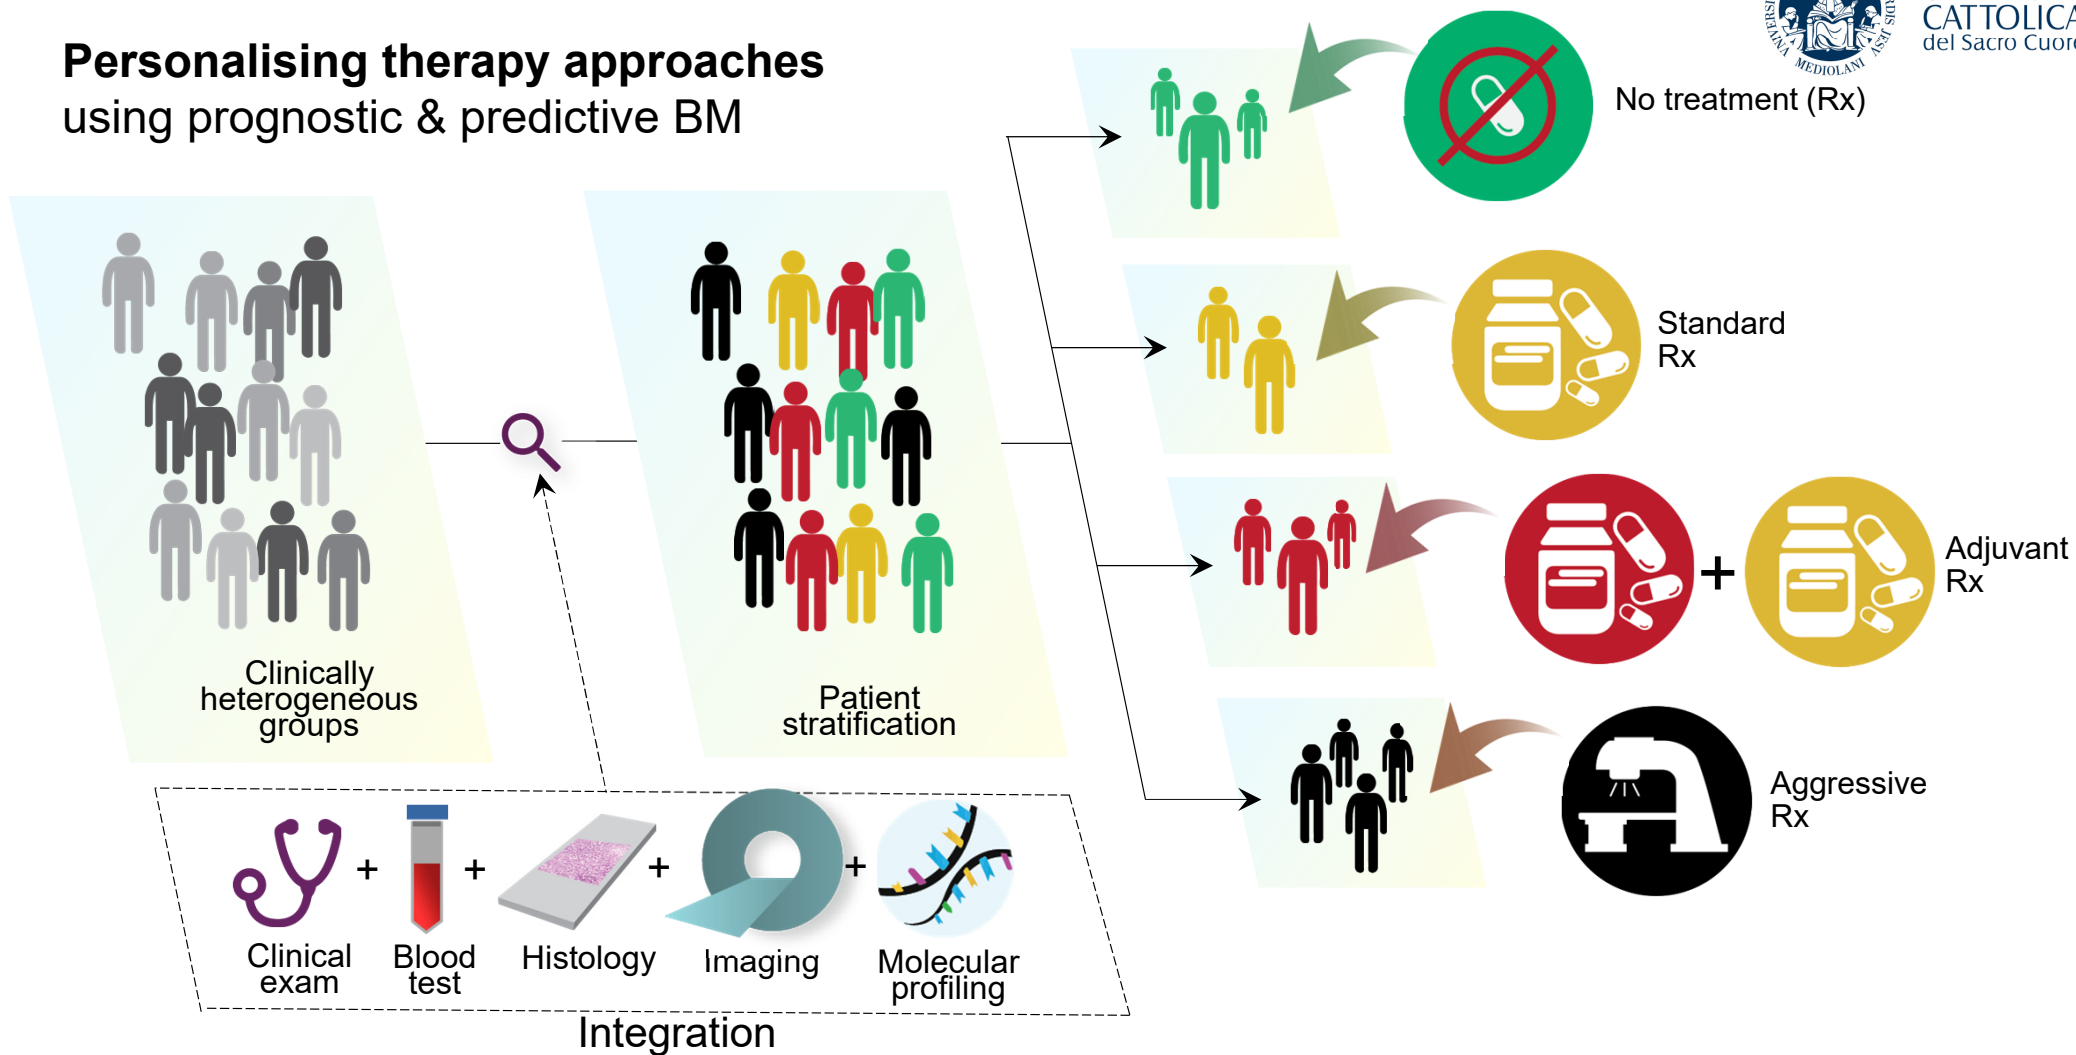 Personalising therapy approaches
using prognostic & predictive BM
CATTOLICA
del Sacro Cuore
MEDIOLANI
No treatment (Rx)
Standard
Rx
+
Adjuvant
Rx
Aggressive
Rx
Clinically
heterogeneous
groups
Patient
stratification
+
+
+
+
Clinical
exam
Blood
test
Histology
Imaging
Molecular
profiling
Integration